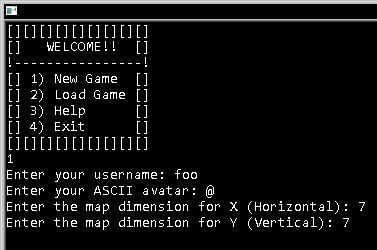 [][][][][][][][][][]
[]   WELCOME!!  []
!----------------!
[] 1) New Game  []
[] 2) Load Game []
[] 3) Help      []
[] 4) Exit      []
[][][][][][][][][][]
1
Enter your username: foo
Enter your ASCII avatar: @
Enter the map dimension for X (Horizontal): 7
Enter the map dimension for Y (Vertical): 7